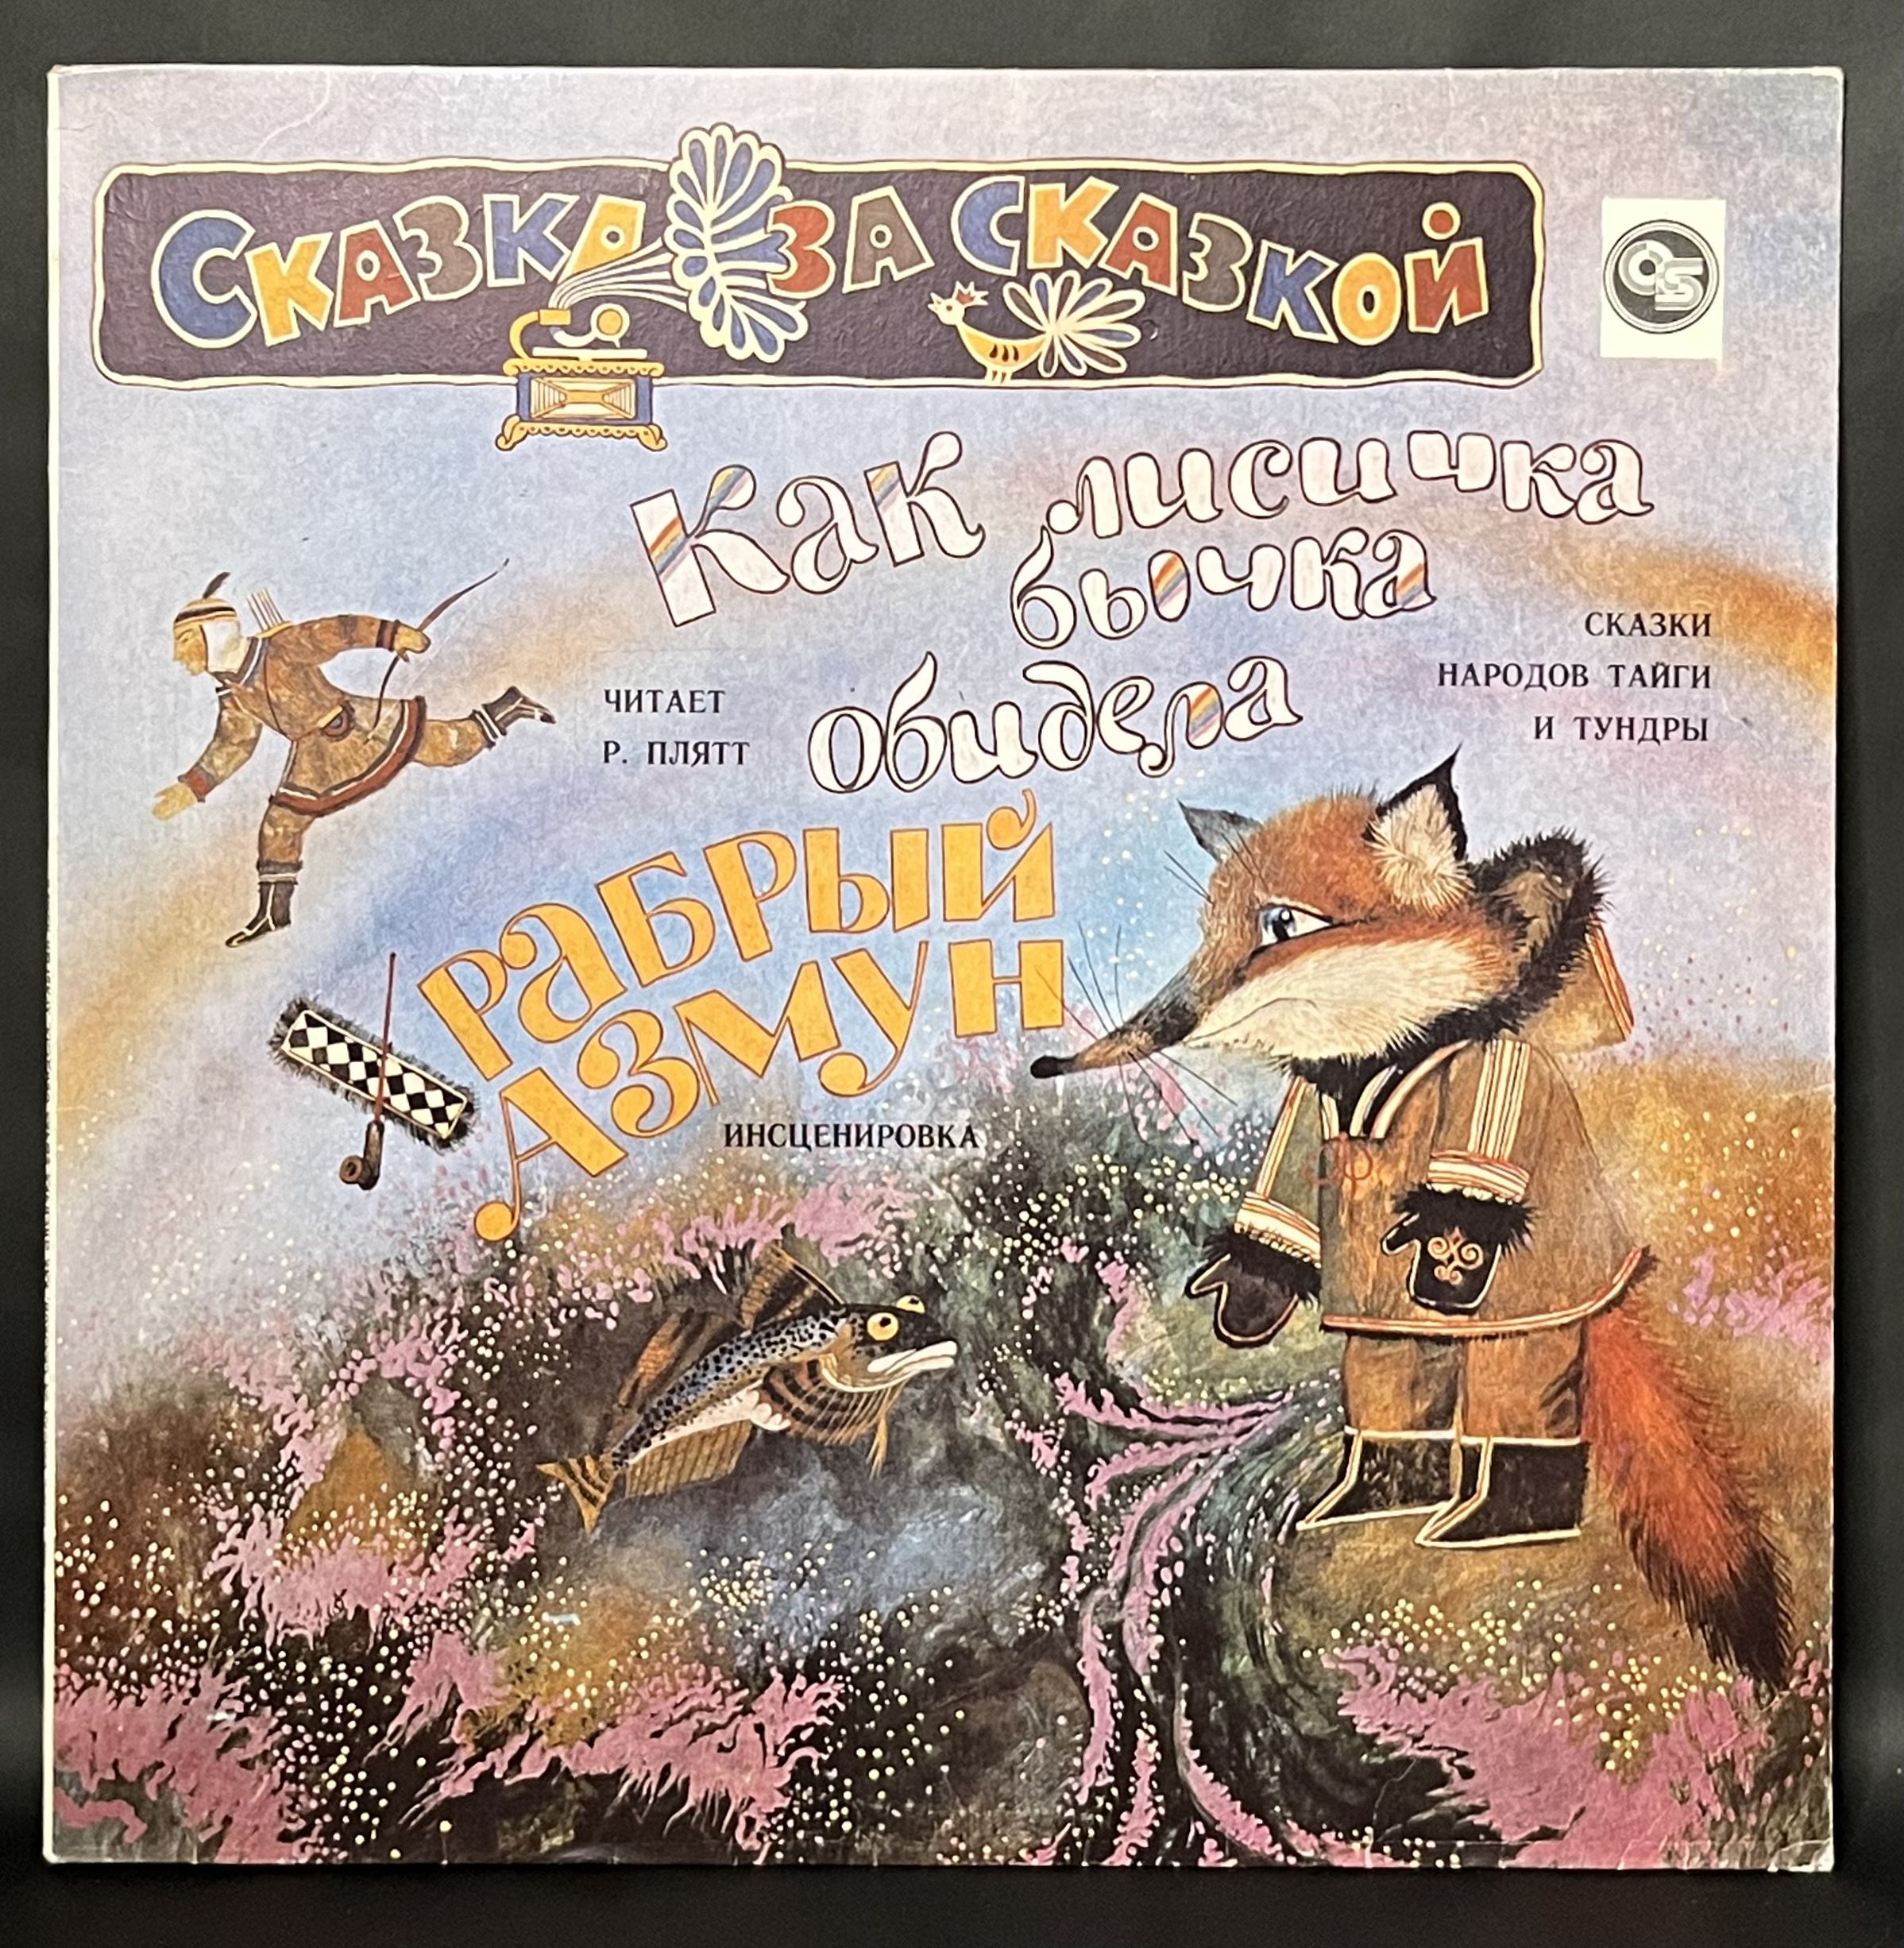 СКАЗКА ЗА СКАЗКОЙ
Как лисичка
бычка
обидела
СКАЗКИ
НАРОДОВ ТАЙГИ
И ТУНДРЫ
ЧИТАЕТ
Р. ПЛЯТТ
ХРАБРЫЙ
АЗМУН
ИНСЦЕНИРОВКА